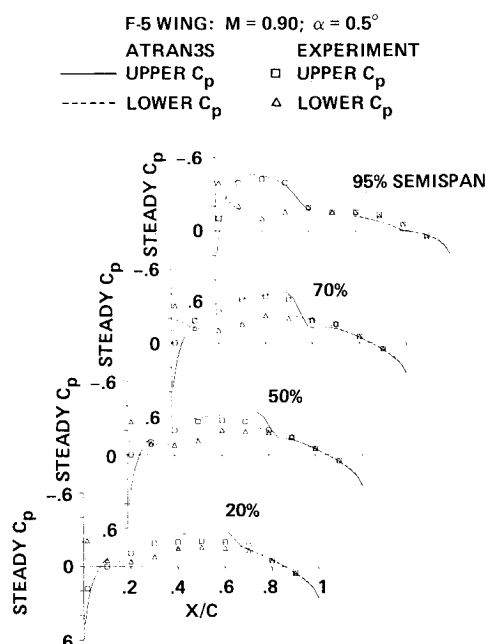 F-5 WING: M = 0.90; α = 0.5°
ATRAN3S EXPERIMENT
UPPER Cp □ UPPER Cp
LOWER Cp △ LOWER Cp
STEADY Cp
-.6
0
.6
95% SEMISPAN
STEADY Cp
-.6
0
.6
70%
STEADY Cp
-.6
0
.6
50%
STEADY Cp
-.6
0
.6
20%
.2 .4 .6 .8 1
X/C